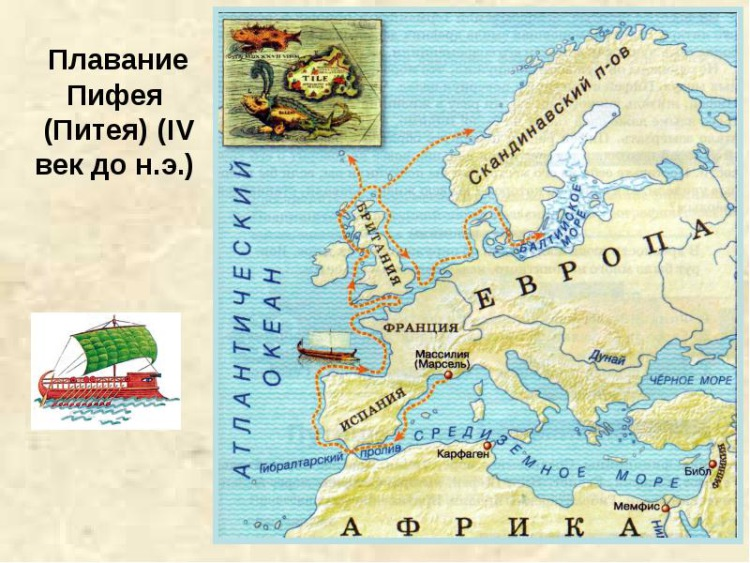 Плавание
Пифея
(Питея) (IV
век до н.э.)
TILE
Скандинавский п-ов
АТЛАНТИЧЕСКИЙ
ОКЕАН
БРИТАНИЯ
БАЛТИЙСКОЕ
МОРЕ
ЕВРОПА
ФРАНЦИЯ
Массилия
(Марсель)
Дунай
ЧЁРНОЕ МОРЕ
ИСПАНИЯ
СРЕДИЗЕМНОЕ МОРЕ
Гибралтарский пролив
Карфаген
Библ
ФИНИКИЯ
Мемфис
АФРИКА